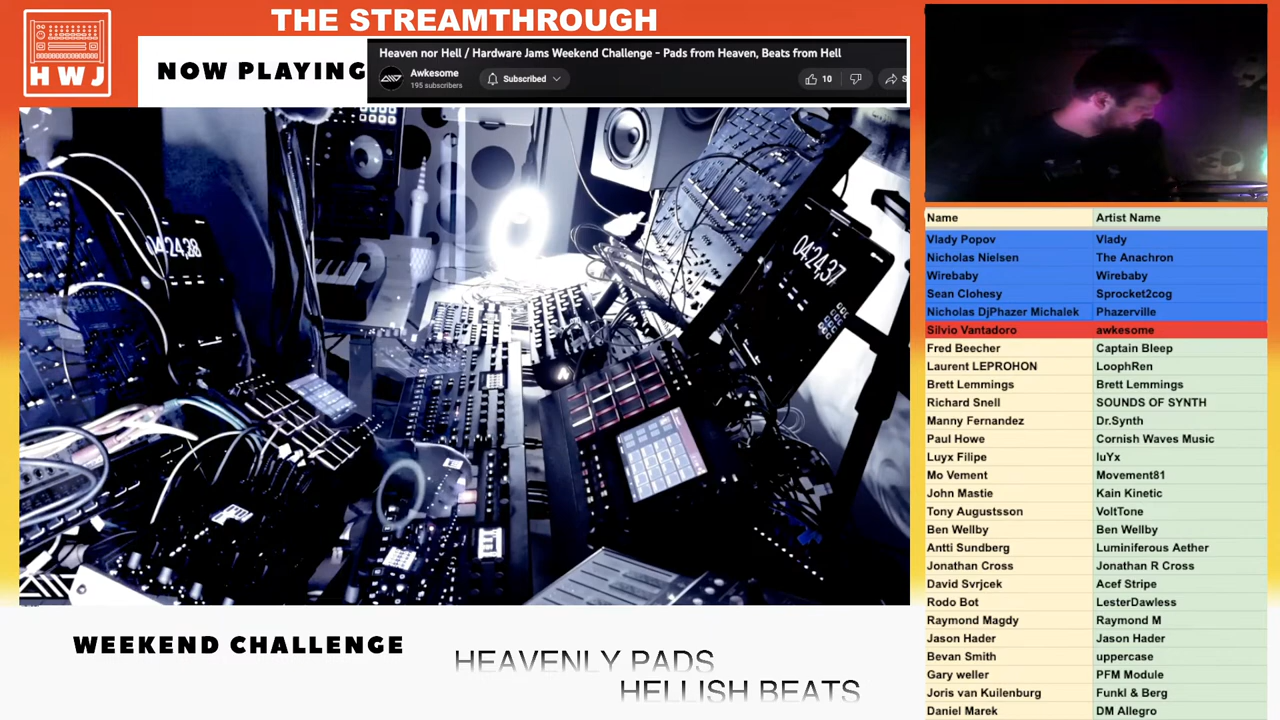 THE STREAMTHROUGH
HWJ
NOW PLAYING
Heaven nor Hell / Hardware Jams Weekend Challenge - Pads from Heaven, Beats from Hell
Awkesome
195 subscribers
Subscribed
10
S
04:24,38
04:24,37
WEEKEND CHALLENGE
HEAVENLY PADS
HELLISH BEATS
Name Artist Name
Vlady Popov Vlady
Nicholas Nielsen The Anachron
Wirebaby Wirebaby
Sean Clohesy Sprocket2cog
Nicholas DjPhazer Michalek Phazerville
Silvio Vantadoro awkesome
Fred Beecher Captain Bleep
Laurent LEPROHON LoophRen
Brett Lemmings Brett Lemmings
Richard Snell SOUNDS OF SYNTH
Manny Fernandez Dr.Synth
Paul Howe Cornish Waves Music
Luyx Filipe luYx
Mo Vement Movement81
John Mastie Kain Kinetic
Tony Augustsson VoltTone
Ben Wellby Ben Wellby
Antti Sundberg Luminiferous Aether
Jonathan Cross Jonathan R Cross
David Svrjcek Acef Stripe
Rodo Bot LesterDawless
Raymond Magdy Raymond M
Jason Hader Jason Hader
Bevan Smith uppercase
Gary weller PFM Module
Joris van Kuilenburg Funkl & Berg
Daniel Marek DM Allegro